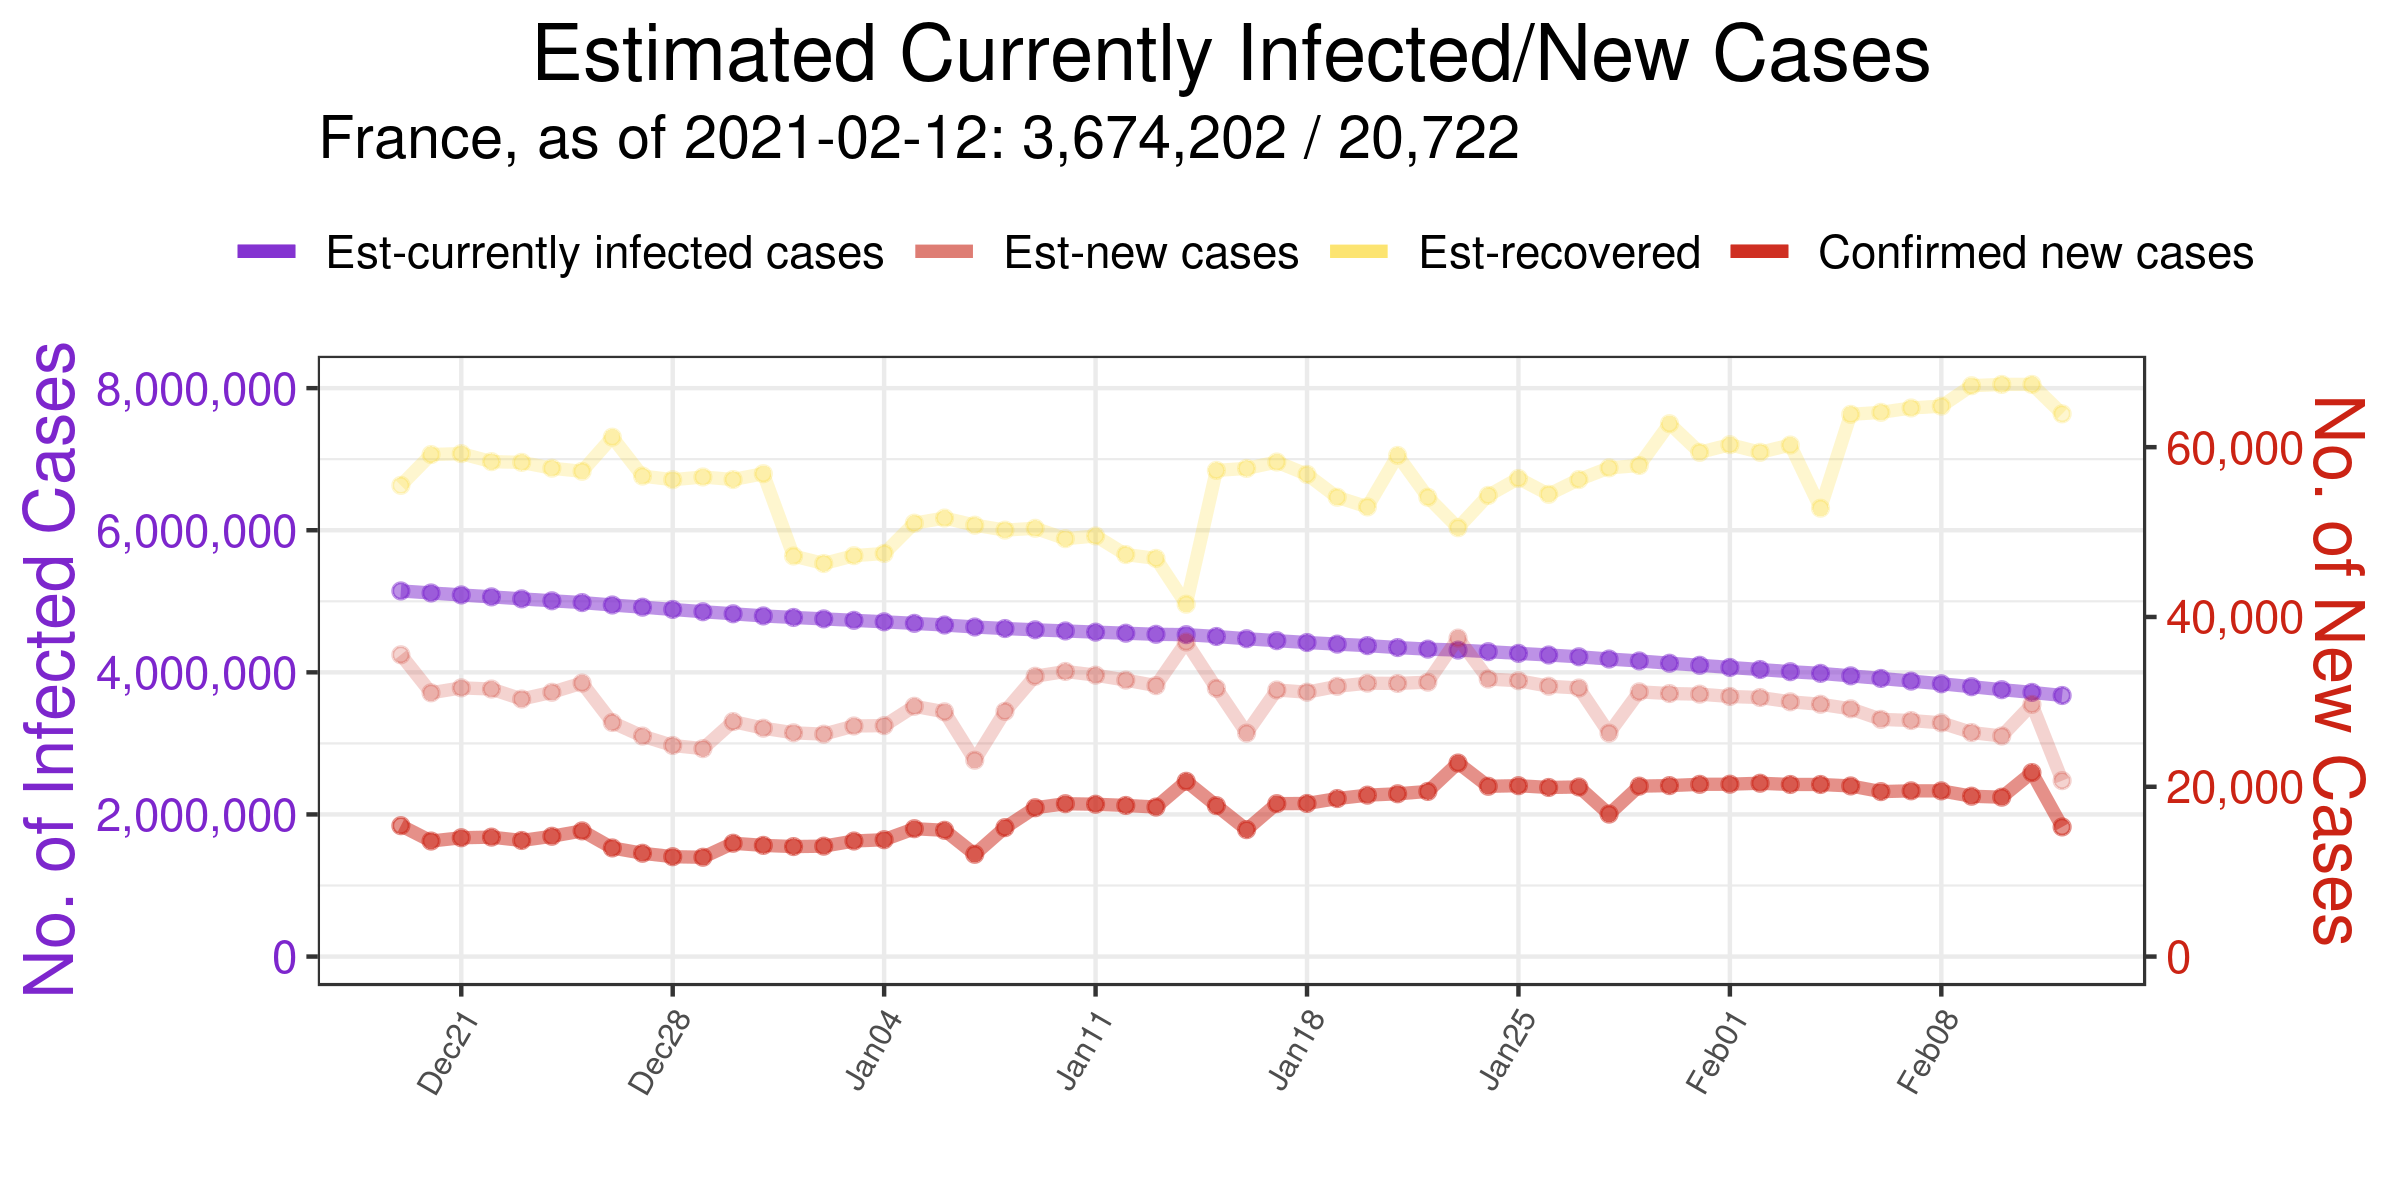 Estimated Currently Infected/New Cases
France, as of 2021-02-12: 3,674,202 / 20,722
Est-currently infected cases Est-new cases Est-recovered Confirmed new cases
No. of Infected Cases
8,000,000
6,000,000
4,000,000
2,000,000
0
60,000
40,000
20,000
0
No. of New Cases
Dec21 Dec28 Jan04 Jan11 Jan18 Jan25 Feb01 Feb08